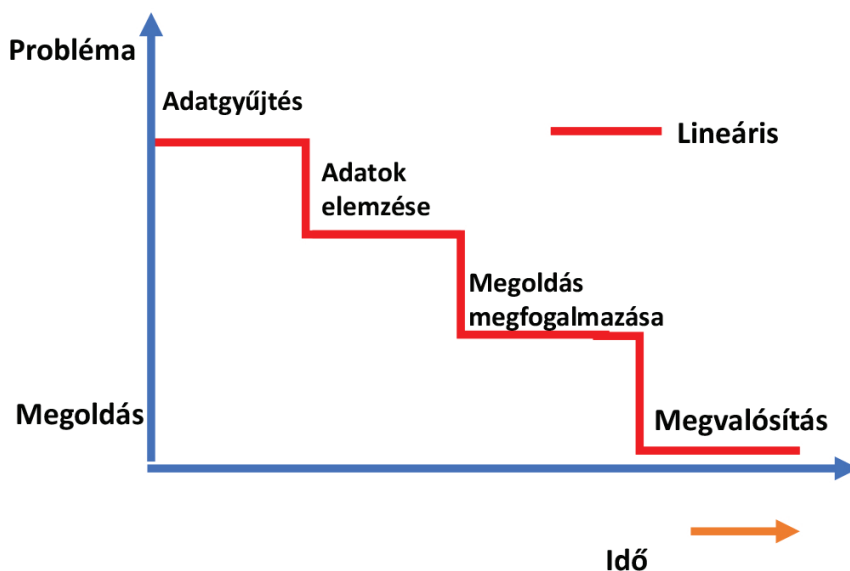 Probléma
Adatgyűjtés
Lineáris
Adatok
elemzése
Megoldás
megfogalmazása
Megoldás
Megvalósítás
Idő